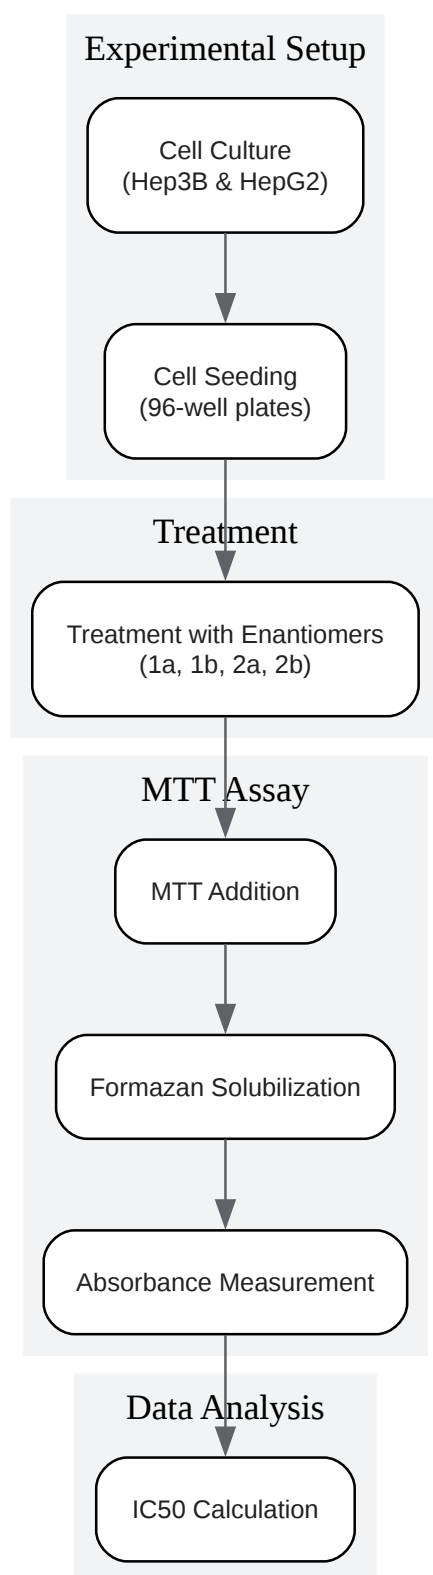 Experimental Setup
Cell Culture
(Hep3B & HepG2)
Cell Seeding
(96-well plates)
Treatment
Treatment with Enantiomers
(1a, 1b, 2a, 2b)
MTT Assay
MTT Addition
Formazan Solubilization
Absorbance Measurement
Data Analysis
IC50 Calculation